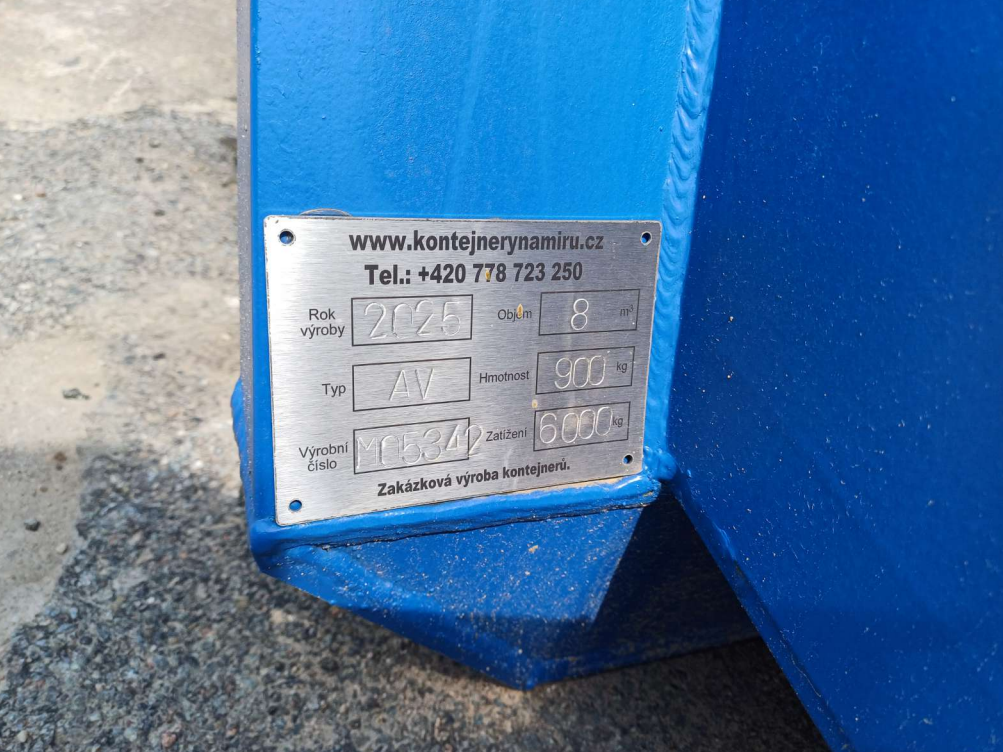 www.kontejnerynamiru.cz
Tel.: +420 778 723 250
Rok výroby 2025 Objem 8 m³
Typ AV Hmotnost 900 kg
Výrobní číslo M05342 Zatížení 6000 kg
Zakázková výroba kontejnerů.